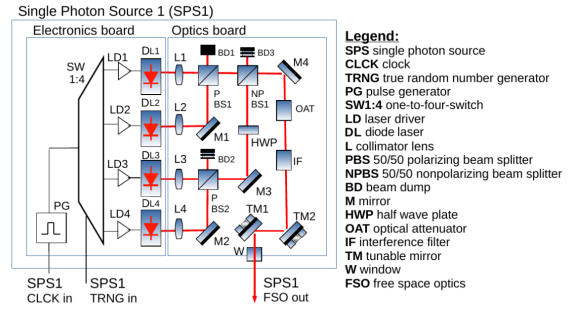 Single Photon Source 1 (SPS1)
Electronics board
Optics board
SW
1:4
LD1
DL1
L1
BD1
BD3
M4
P
BS1
NP
BS1
OAT
LD2
DL2
L2
M1
HWP
BD2
IF
LD3
DL3
L3
M3
P
BS2
PG
LD4
DL4
L4
M2
TM1
TM2
W
SPS1
CLCK in
SPS1
TRNG in
SPS1
FSO out
Legend:
SPS single photon source
CLCK clock
TRNG true random number generator
PG pulse generator
SW1:4 one-to-four-switch
LD laser driver
DL diode laser
L collimator lens
PBS 50/50 polarizing beam splitter
NPBS 50/50 nonpolarizing beam splitter
BD beam dump
M mirror
HWP half wave plate
OAT optical attenuator
IF interference filter
TM tunable mirror
W window
FSO free space optics